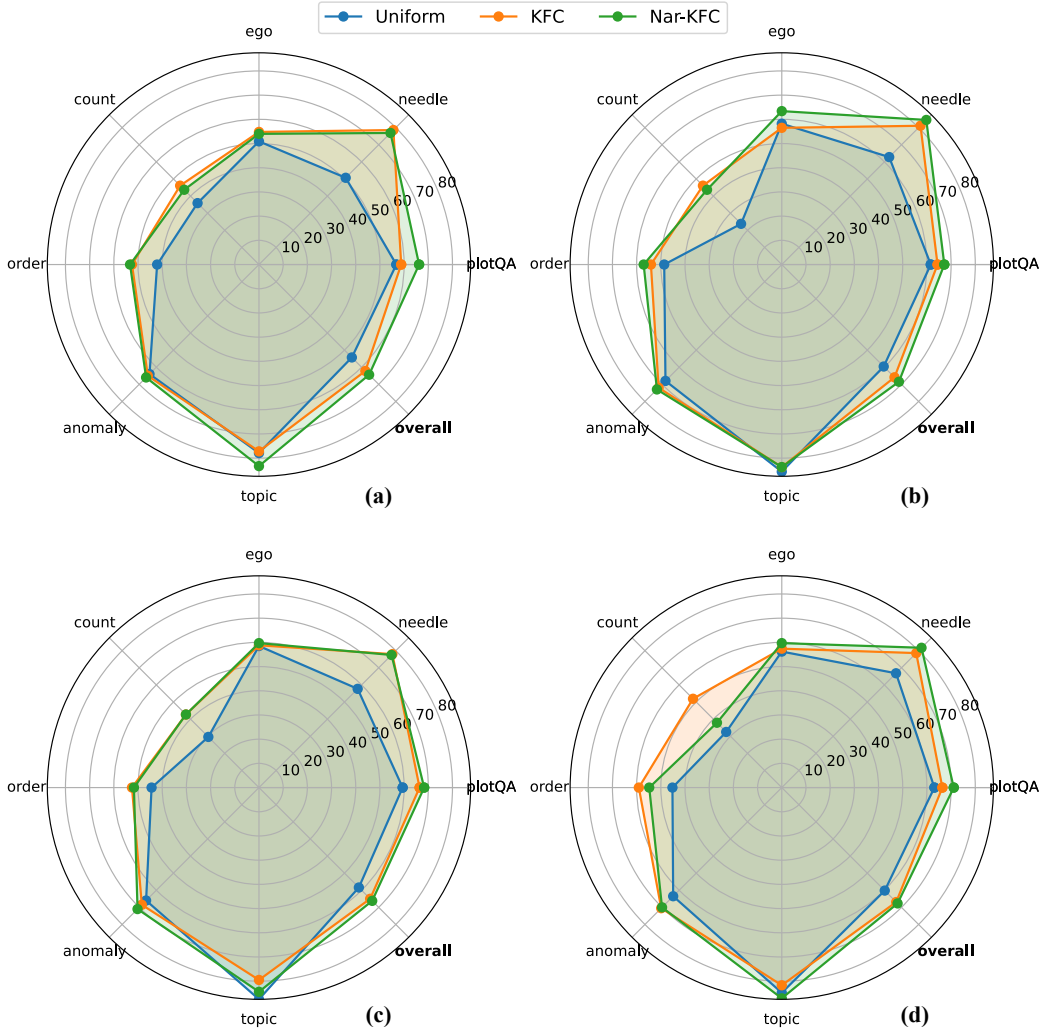 Uniform KFC Nar-KFC
ego
needle
count
80
70
60
50
40
30
20
10
order
plotQA
anomaly
overall
topic
(a)
ego
needle
count
80
70
60
50
40
30
20
10
order
plotQA
anomaly
overall
topic
(b)
ego
needle
count
80
70
60
50
40
30
20
10
order
plotQA
anomaly
overall
topic
(c)
ego
needle
count
80
70
60
50
40
30
20
10
order
plotQA
anomaly
overall
topic
(d)